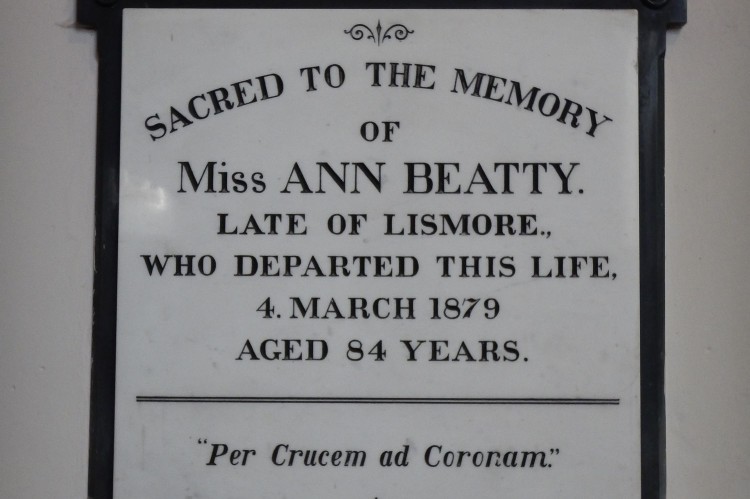 SACRED TO THE MEMORY
OF
Miss ANN BEATTY.
LATE OF LISMORE.,
WHO DEPARTED THIS LIFE,
4. MARCH 1879
AGED 84 YEARS.
"Per Crucem ad Coronam."